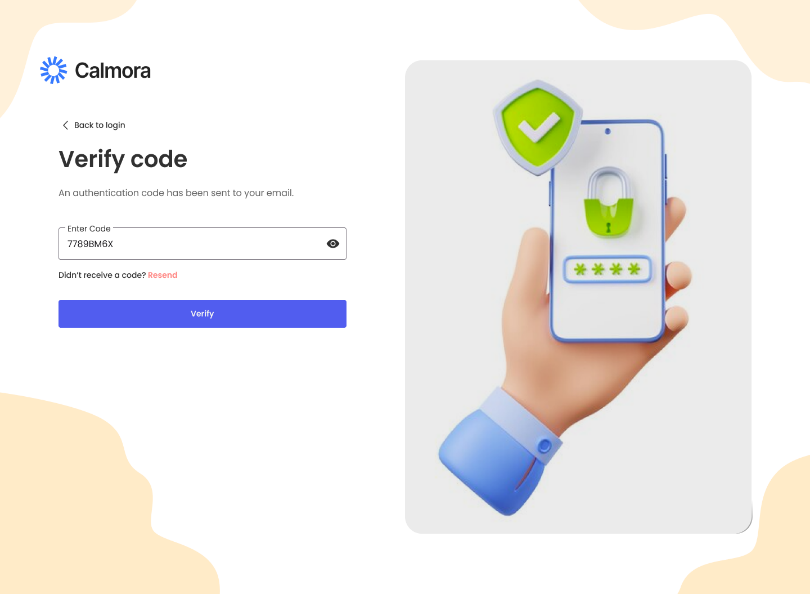 Calmora
Back to login
Verify code
An authentication code has been sent to your email.
Enter Code
7789BM6X
Didn't receive a code? Resend
Verify
****